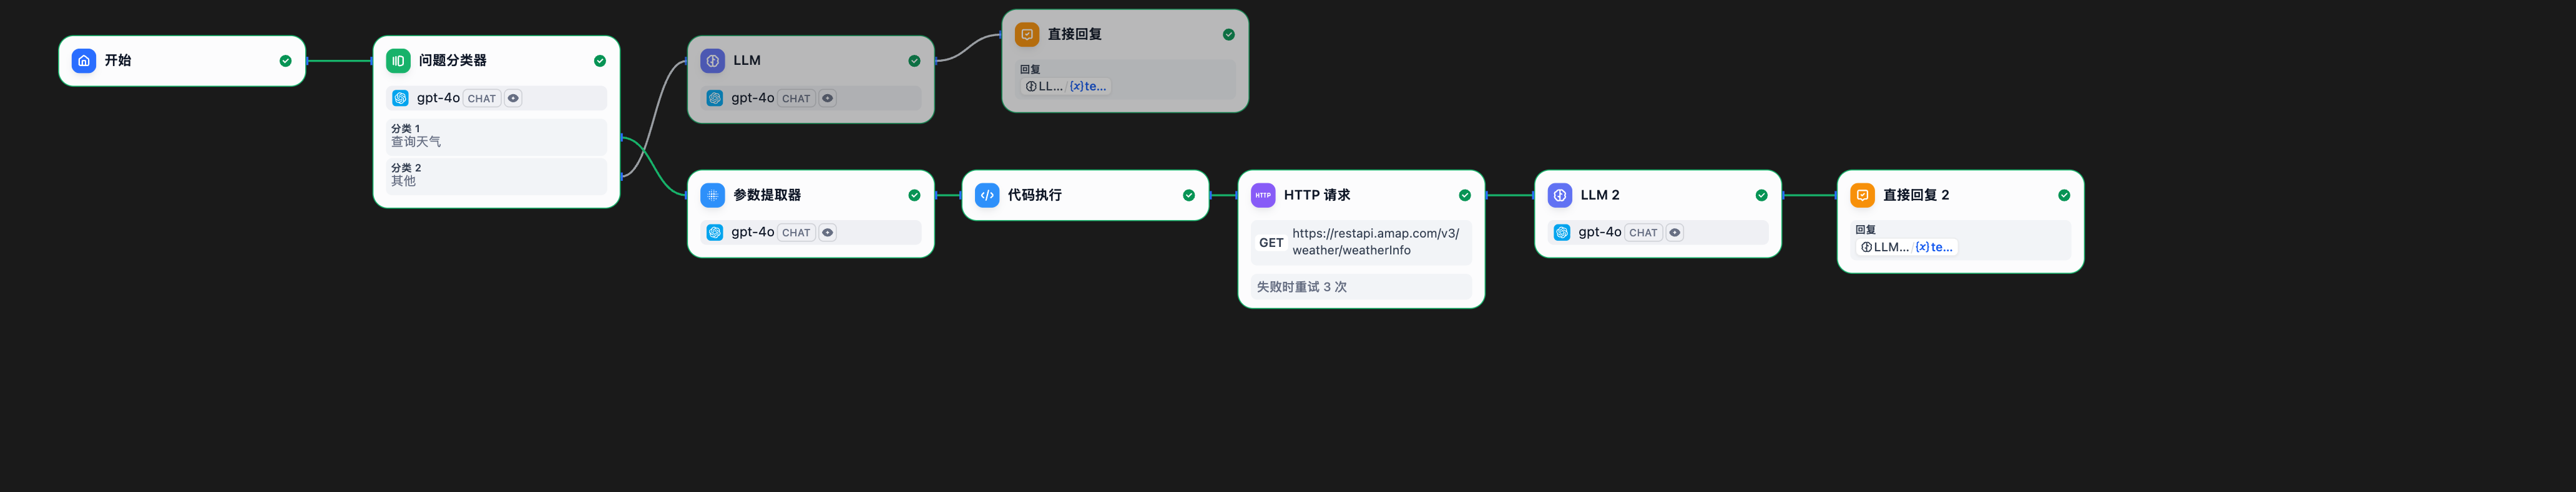 开始
问题分类器
gpt-4o CHAT
分类 1
查询天气
分类 2
其他
LLM
gpt-4o CHAT
直接回复
回复
LL... / {x} te...
参数提取器
gpt-4o CHAT
代码执行
HTTP HTTP 请求
GET https://restapi.amap.com/v3/
weather/weatherInfo
失败时重试 3 次
LLM 2
gpt-4o CHAT
直接回复 2
回复
LLM... / {x} te...